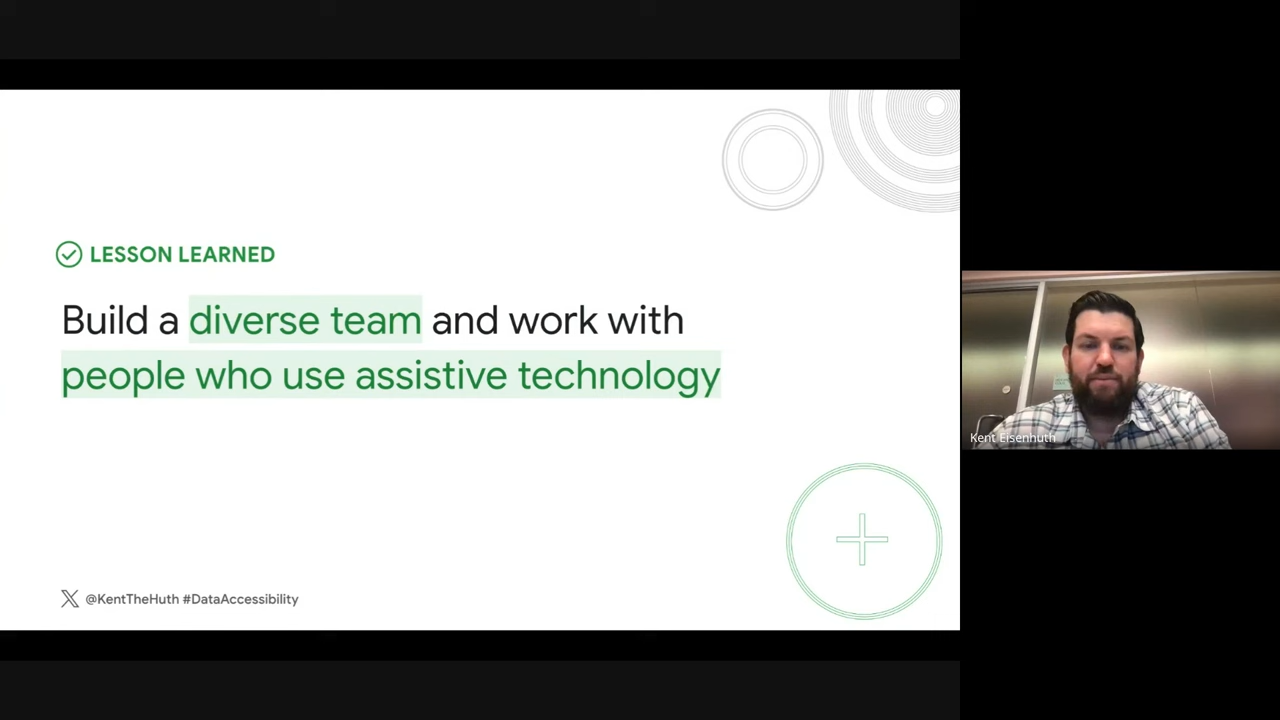 LESSON LEARNED
Build a diverse team and work with
people who use assistive technology
@KentTheHuth #DataAccessibility
Kent Eisenhuth